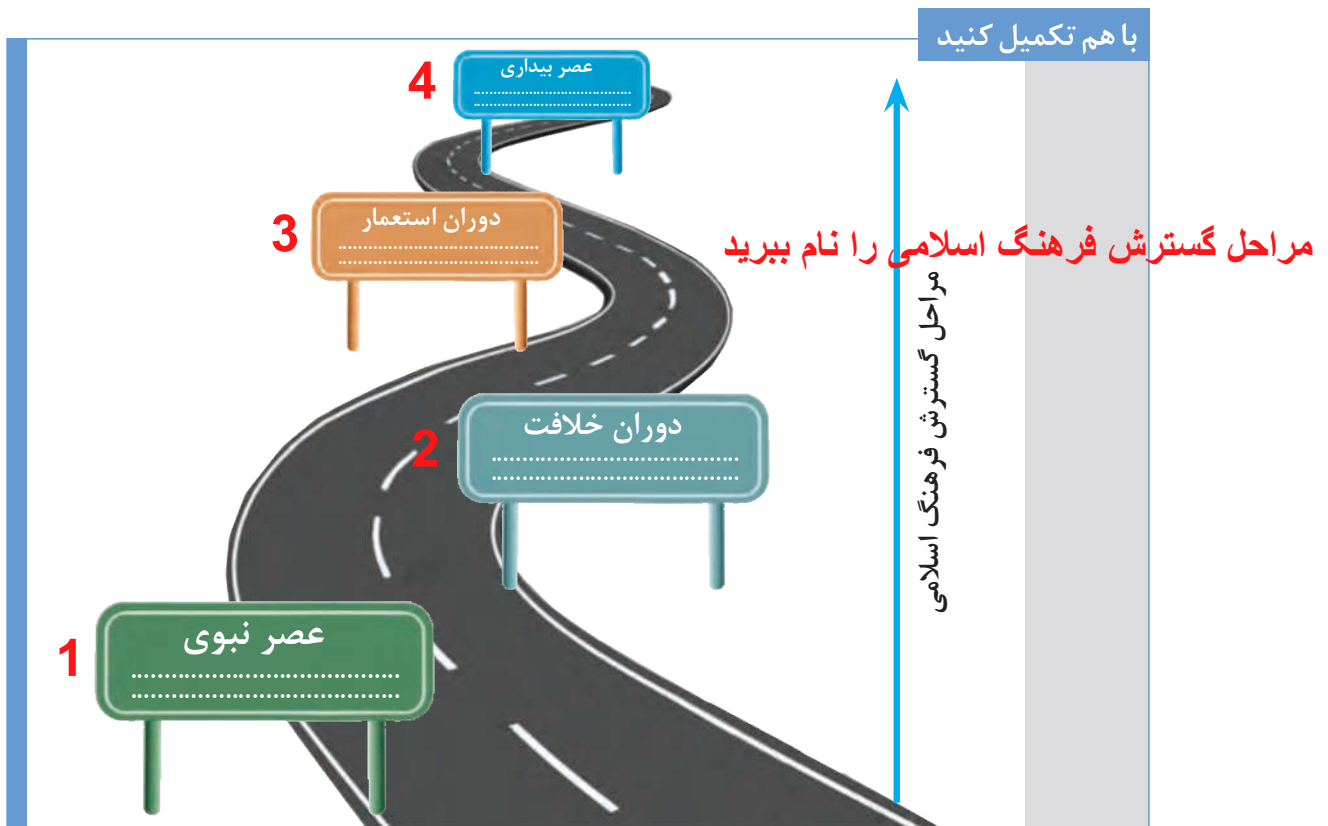 با هم تکمیل کنید
4
عصر بیداری
........................................
........................................
3
دوران استعمار
........................................
........................................
مراحل گسترش فرهنگ اسلامی را نام ببرید
مراحل گسترش فرهنگ اسلامی
2
دوران خلافت
........................................
........................................
1
عصر نبوی
........................................
........................................